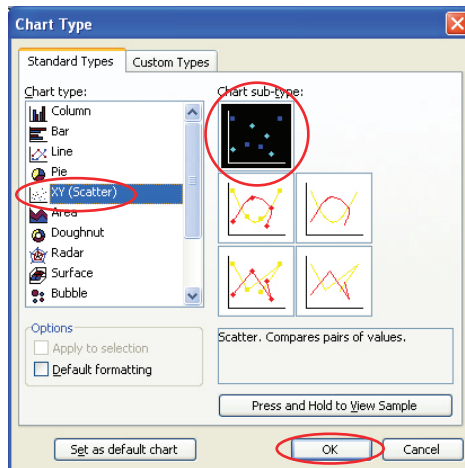 Chart Type
Standard Types
Custom Types
Chart type:
Column
Bar
Line
Pie
XY (Scatter)
Area
Doughnut
Radar
Surface
Bubble
Chart sub-type:
Options
Apply to selection
Default formatting
Scatter. Compares pairs of values.
Press and Hold to View Sample
Set as default chart
OK
Cancel